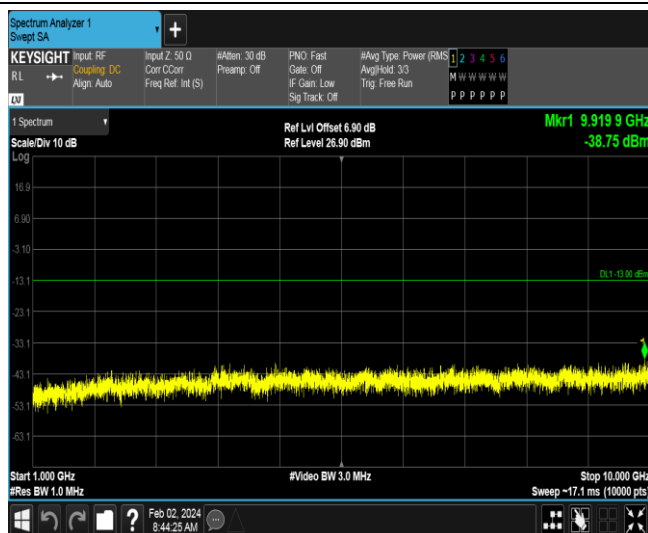 Spectrum Analyzer 1
Swept SA
+
KEYSIGHT
RL
LXI
Input: RF
Coupling: DC
Align: Auto
Input Z: 50 Ω
Corr CCorr
Freq Ref: Int (S)
#Atten: 30 dB
Preamp: Off
PNO: Fast
Gate: Off
IF Gain: Low
Sig Track: Off
#Avg Type: Power (RMS
Avg|Hold: 3/3
Trig: Free Run
1 2 3 4 5 6
M W W W W W
P P P P P P
1 Spectrum
Scale/Div 10 dB
Log
Ref Lvl Offset 6.90 dB
Ref Level 26.90 dBm
Mkr1 9.919 9 GHz
-38.75 dBm
16.9
6.90
-3.10
-13.1
DL1 -13.00 dBm
-23.1
-33.1
1
-43.1
-53.1
-63.1
Start 1.000 GHz
#Res BW 1.0 MHz
#Video BW 3.0 MHz
Stop 10.000 GHz
Sweep ~17.1 ms (10000 pts)
?
Feb 02, 2024
8:44:25 AM